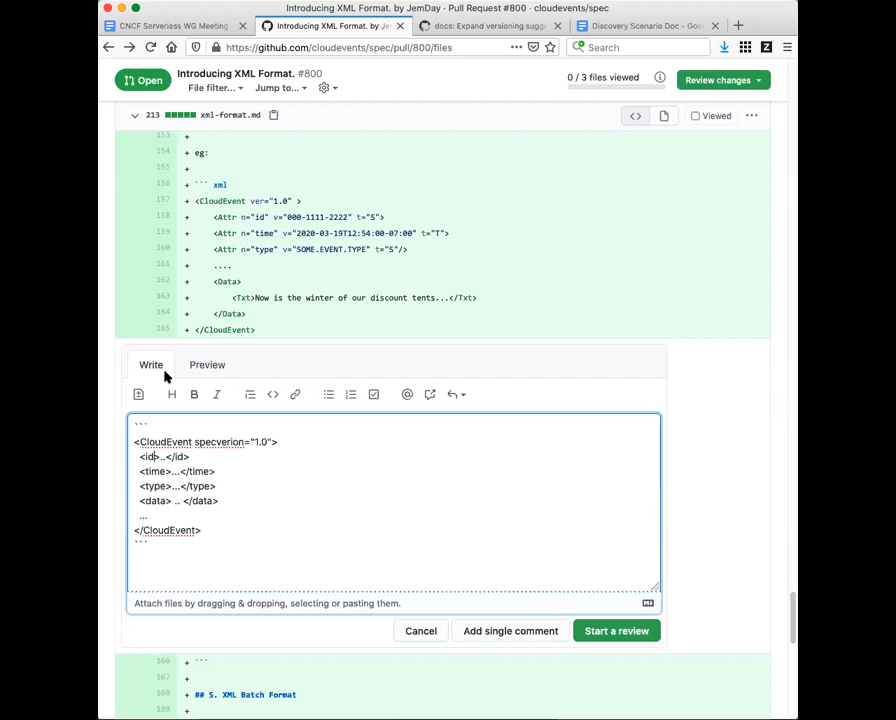 Introducing XML Format. by JemDay · Pull Request #800 · cloudevents/spec
CNCF Serverless WG Meeting
Introducing XML Format. by Je
docs: Expand versioning sugg
Discovery Scenario Doc - Goo
https://github.com/cloudevents/spec/pull/800/files
Search
Open
Introducing XML Format. #800
File filter...
Jump to...
0 / 3 files viewed
Review changes
213 xml-format.md
Viewed
153 +
154 + eg:
155 +
156 + ``` xml
157 + <CloudEvent ver="1.0" >
158 + <Attr n="id" v="000-1111-2222" t="S">
159 + <Attr n="time" v="2020-03-19T12:54:00-07:00" t="T">
160 + <Attr n="type" v="SOME.EVENT.TYPE" t="S"/>
161 + ....
162 + <Data>
163 + <Txt>Now is the winter of our discount tents...</Txt>
164 + </Data>
165 + </CloudEvent>
Write
Preview
```
<CloudEvent specverion="1.0">
<id>..</id>
<time>...</time>
<type>...</type>
<data> .. </data>
...
</CloudEvent>
```
Attach files by dragging & dropping, selecting or pasting them.
Cancel
Add single comment
Start a review
166 + ```
167 +
168 + ## 5. XML Batch Format
169 +